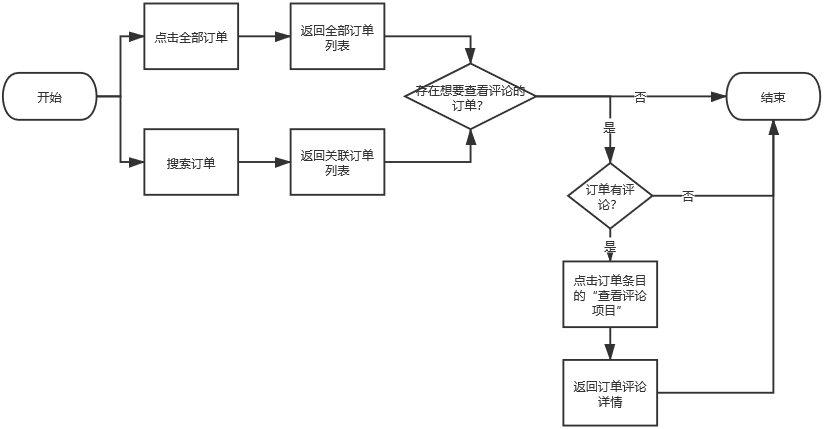 开始
点击全部订单
返回全部订单
列表
搜索订单
返回关联订单
列表
存在想要查看评论的
订单?
否
结束
是
订单有评
论?
否
是
点击订单条目
的“查看评论
项目”
返回订单评论
详情